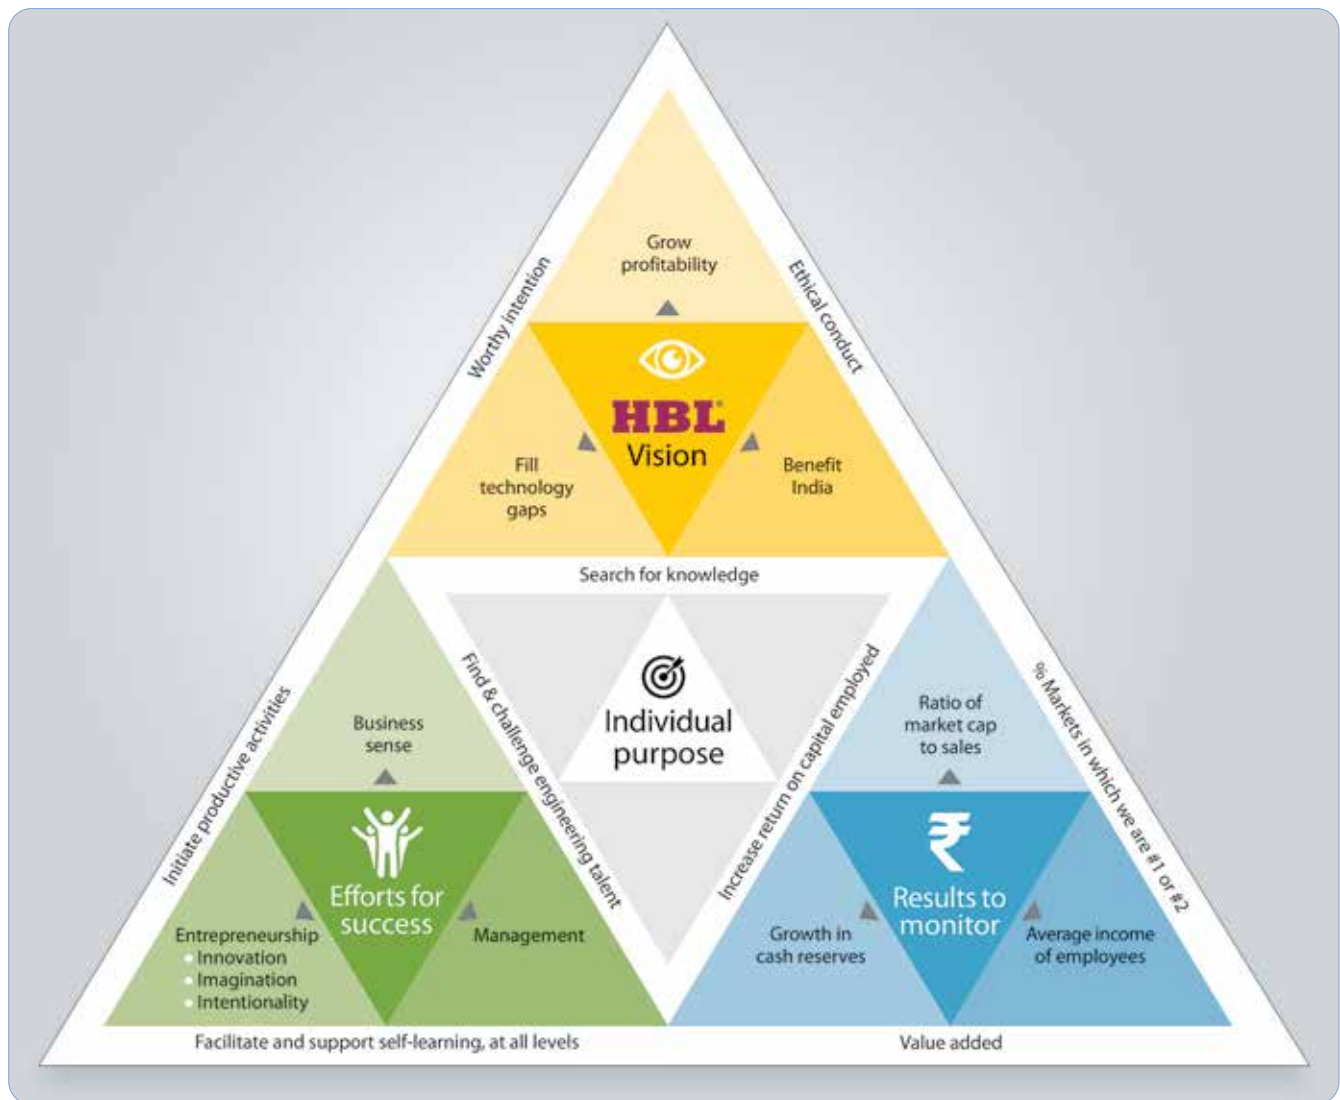 Grow
profitability
Worthy intention
Ethical conduct
HBL
Vision
Fill
technology
gaps
Benefit
India
Search for knowledge
Individual
purpose
Find & challenge engineering talent
Increase return on capital employed
Initiate productive activities
Business
sense
Efforts for
success
Entrepreneurship
• Innovation
• Imagination
• Intentionality
Management
Facilitate and support self-learning, at all levels
% Markets in which we are #1 or #2
Ratio of
market cap
to sales
₹
Results to
monitor
Growth in
cash reserves
Average income
of employees
Value added